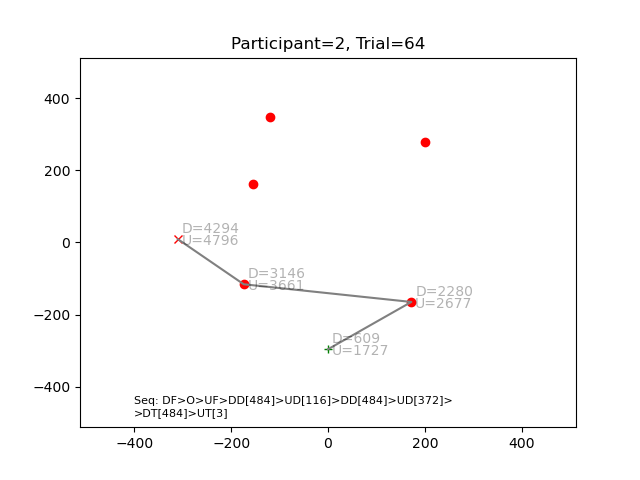 Participant=2, Trial=64
400
200
0
−200
−400
D=4294
U=4796
D=3146
U=3661
D=2280
U=2677
D=609
U=1727
Seq: DF>O>UF>DD[484]>UD[116]>DD[484]>UD[372]>
>DT[484]>UT[3]
−400 −200 0 200 400